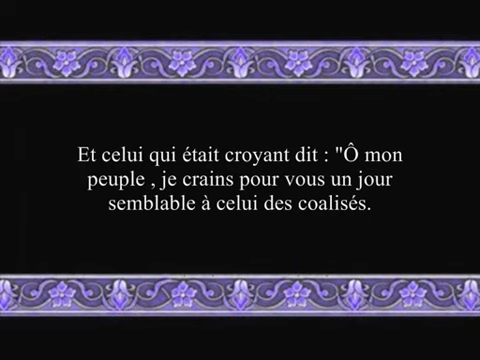 Et celui qui était croyant dit : "Ô mon
peuple , je crains pour vous un jour
semblable à celui des coalisés.